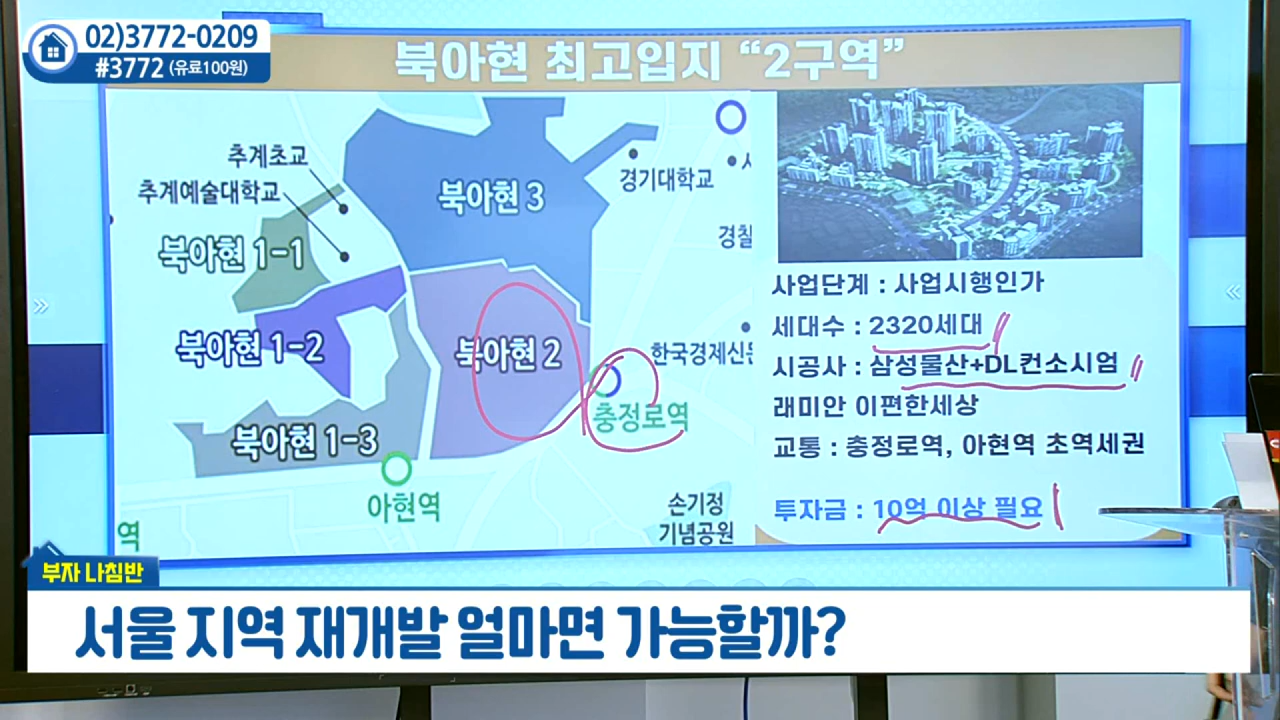 02)3772-0209
#3772 (유료100원)
북아현 최고입지 “2구역”
추계초교
추계예술대학교
북아현 3
경기대학교
경찰
북아현 1-1
북아현 1-2
북아현 2
한국경제신문
충정로역
북아현 1-3
아현역
손기정
기념공원
역
사업단계 : 사업시행인가
세대수 : 2320세대
시공사 : 삼성물산+DL컨소시엄
래미안 이편한세상
교통 : 충정로역, 아현역 초역세권
투자금 : 10억 이상 필요
부자 나침반
서울 지역 재개발 얼마면 가능할까?